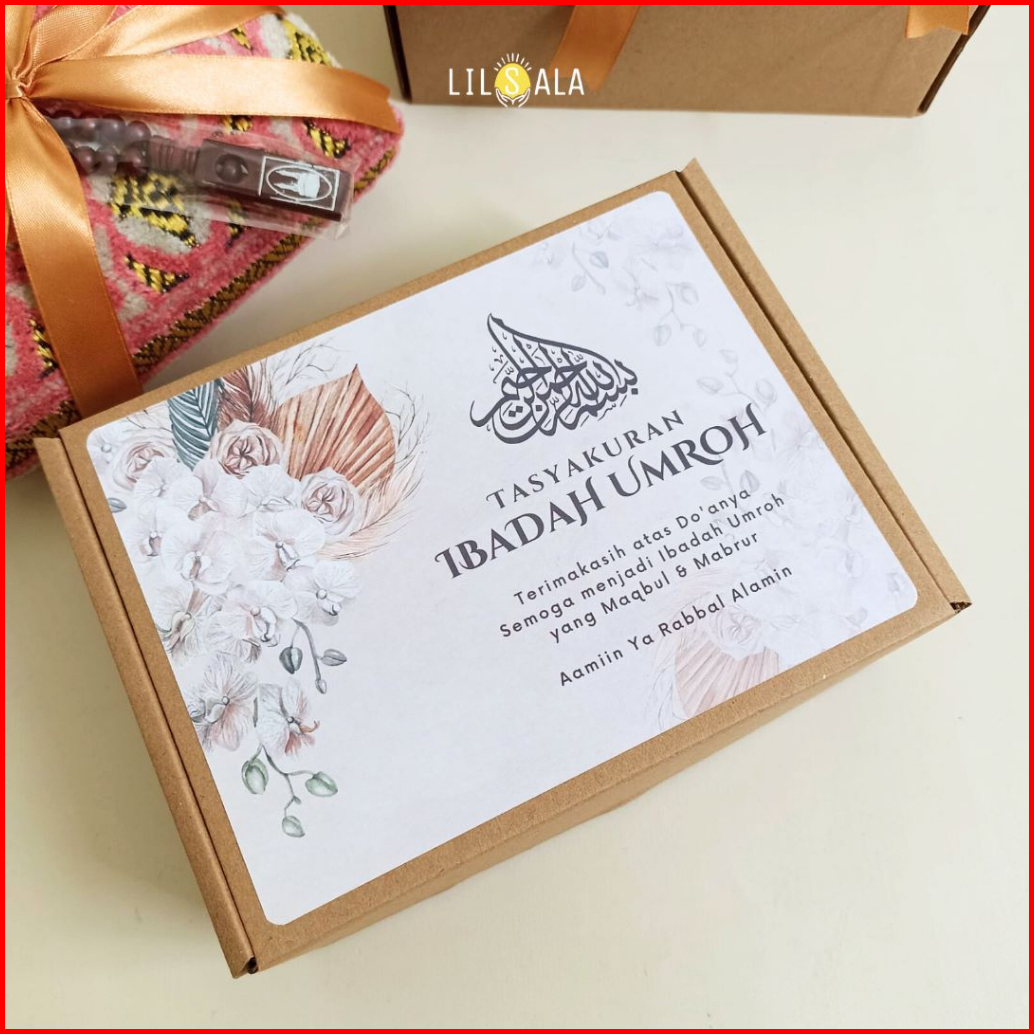 LILSALA
بسم الله الرحمن الرحيم
TASYAKURAN
IBADAH UMROH
Terimakasih atas Do'anya
Semoga menjadi Ibadah Umroh
yang Maqbul & Mabrur
Aamiin Ya Rabbal Alamin